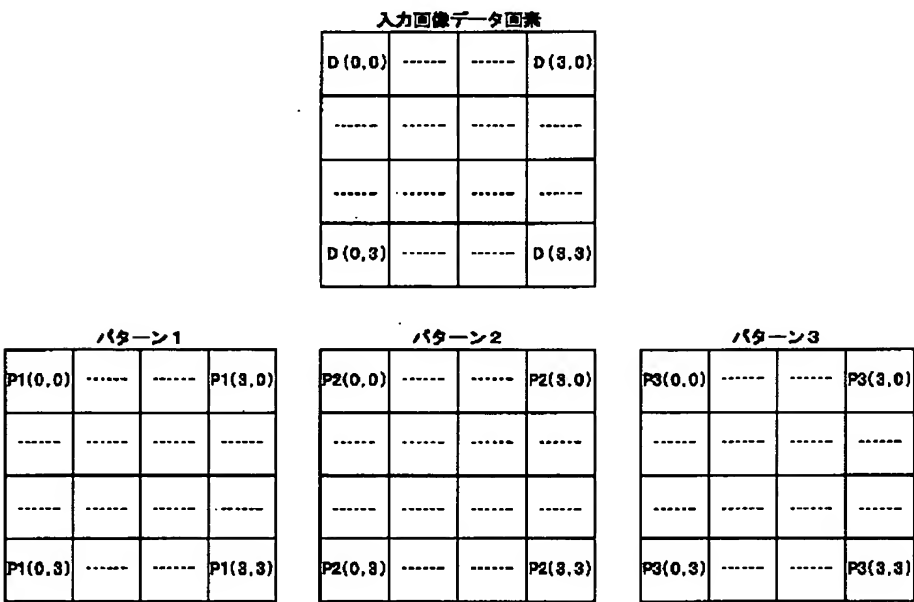 入力画像データ画素
D(0,0) ------ ------ D(3,0)
------ ------ ------ ------
------ ------ ------ ------
D(0,3) ------ ------ D(3,3)
パターン1 パターン2 パターン3
P1(0,0) ------ ------ P1(3,0) P2(0,0) ------ ------ P2(3,0) P3(0,0) ------ ------ P3(3,0)
------ ------ ------ ------ ------ ------ ------ ------ ------ ------ ------ ------
------ ------ ------ ------ ------ ------ ------ ------ ------ ------ ------ ------
P1(0,3) ------ ------ P1(3,3) P2(0,3) ------ ------ P2(3,3) P3(0,3) ------ ------ P3(3,3)